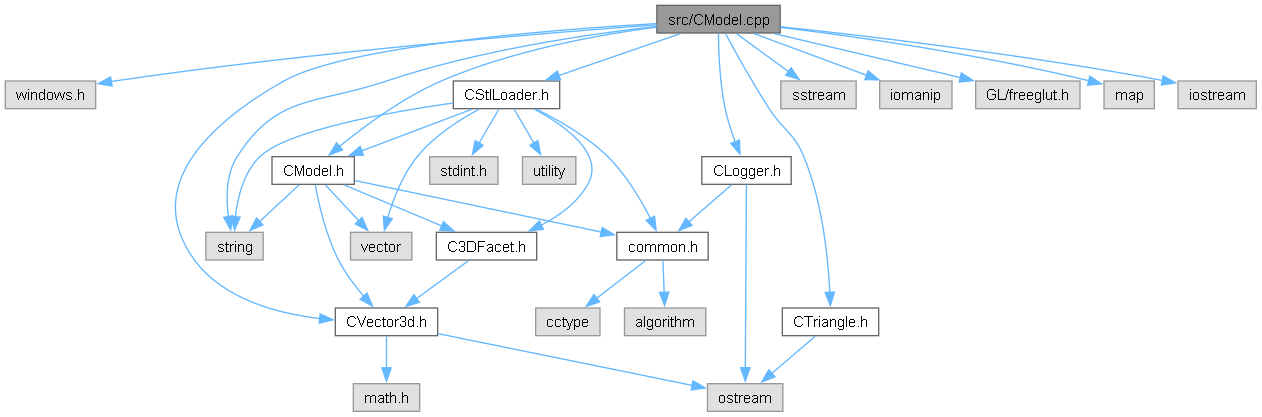 src/CModel.cpp
windows.h
CStlLoader.h
sstream
iomanip
GL/freeglut.h
map
iostream
CModel.h
stdint.h
utility
CLogger.h
string
vector
C3DFacet.h
common.h
CVector3d.h
cctype
algorithm
CTriangle.h
math.h
ostream